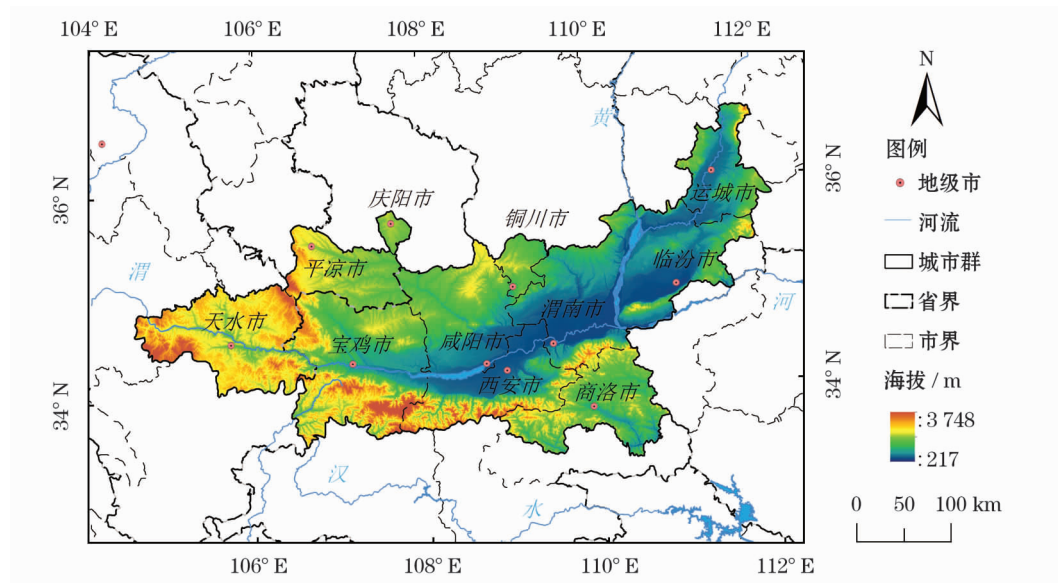 104° E 106° E 108° E 110° E 112° E
N
黄
图例
地级市
36° N
36° N
庆阳市
铜川市
运城市
河流
渭
平凉市
临汾市
城市群
天水市
渭南市
河
省界
宝鸡市
咸阳市
市界
西安市
商洛市
海拔 / m
34° N
34° N
:3 748
:217
汉
水
0 50 100 km
106° E 108° E 110° E 112° E